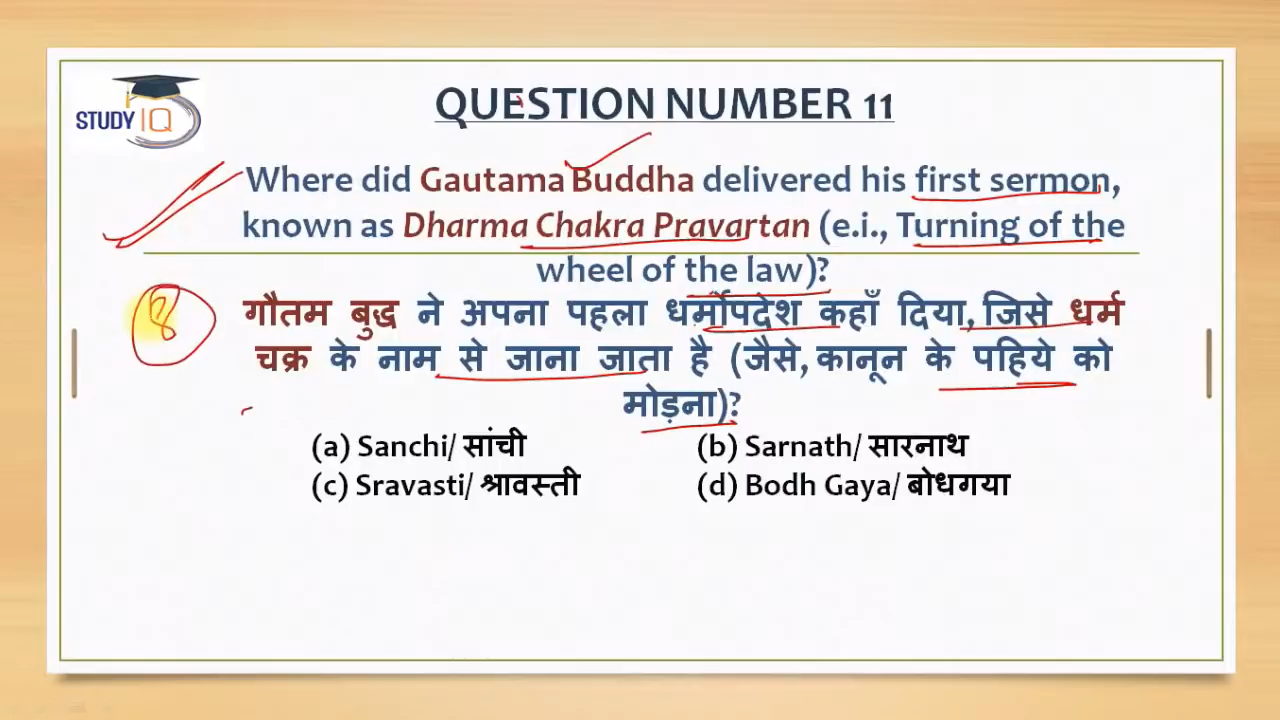 STUDY IQ
QUESTION NUMBER 11
Where did Gautama Buddha delivered his first sermon,
known as Dharma Chakra Pravartan (e.i., Turning of the
wheel of the law)?
8
गौतम बुद्ध ने अपना पहला धर्मोपदेश कहाँ दिया, जिसे धर्म
चक्र के नाम से जाना जाता है (जैसे, कानून के पहिये को
मोड़ना)?
(a) Sanchi/ सांची (b) Sarnath/ सारनाथ
(c) Sravasti/ श्रावस्ती (d) Bodh Gaya/ बोधगया